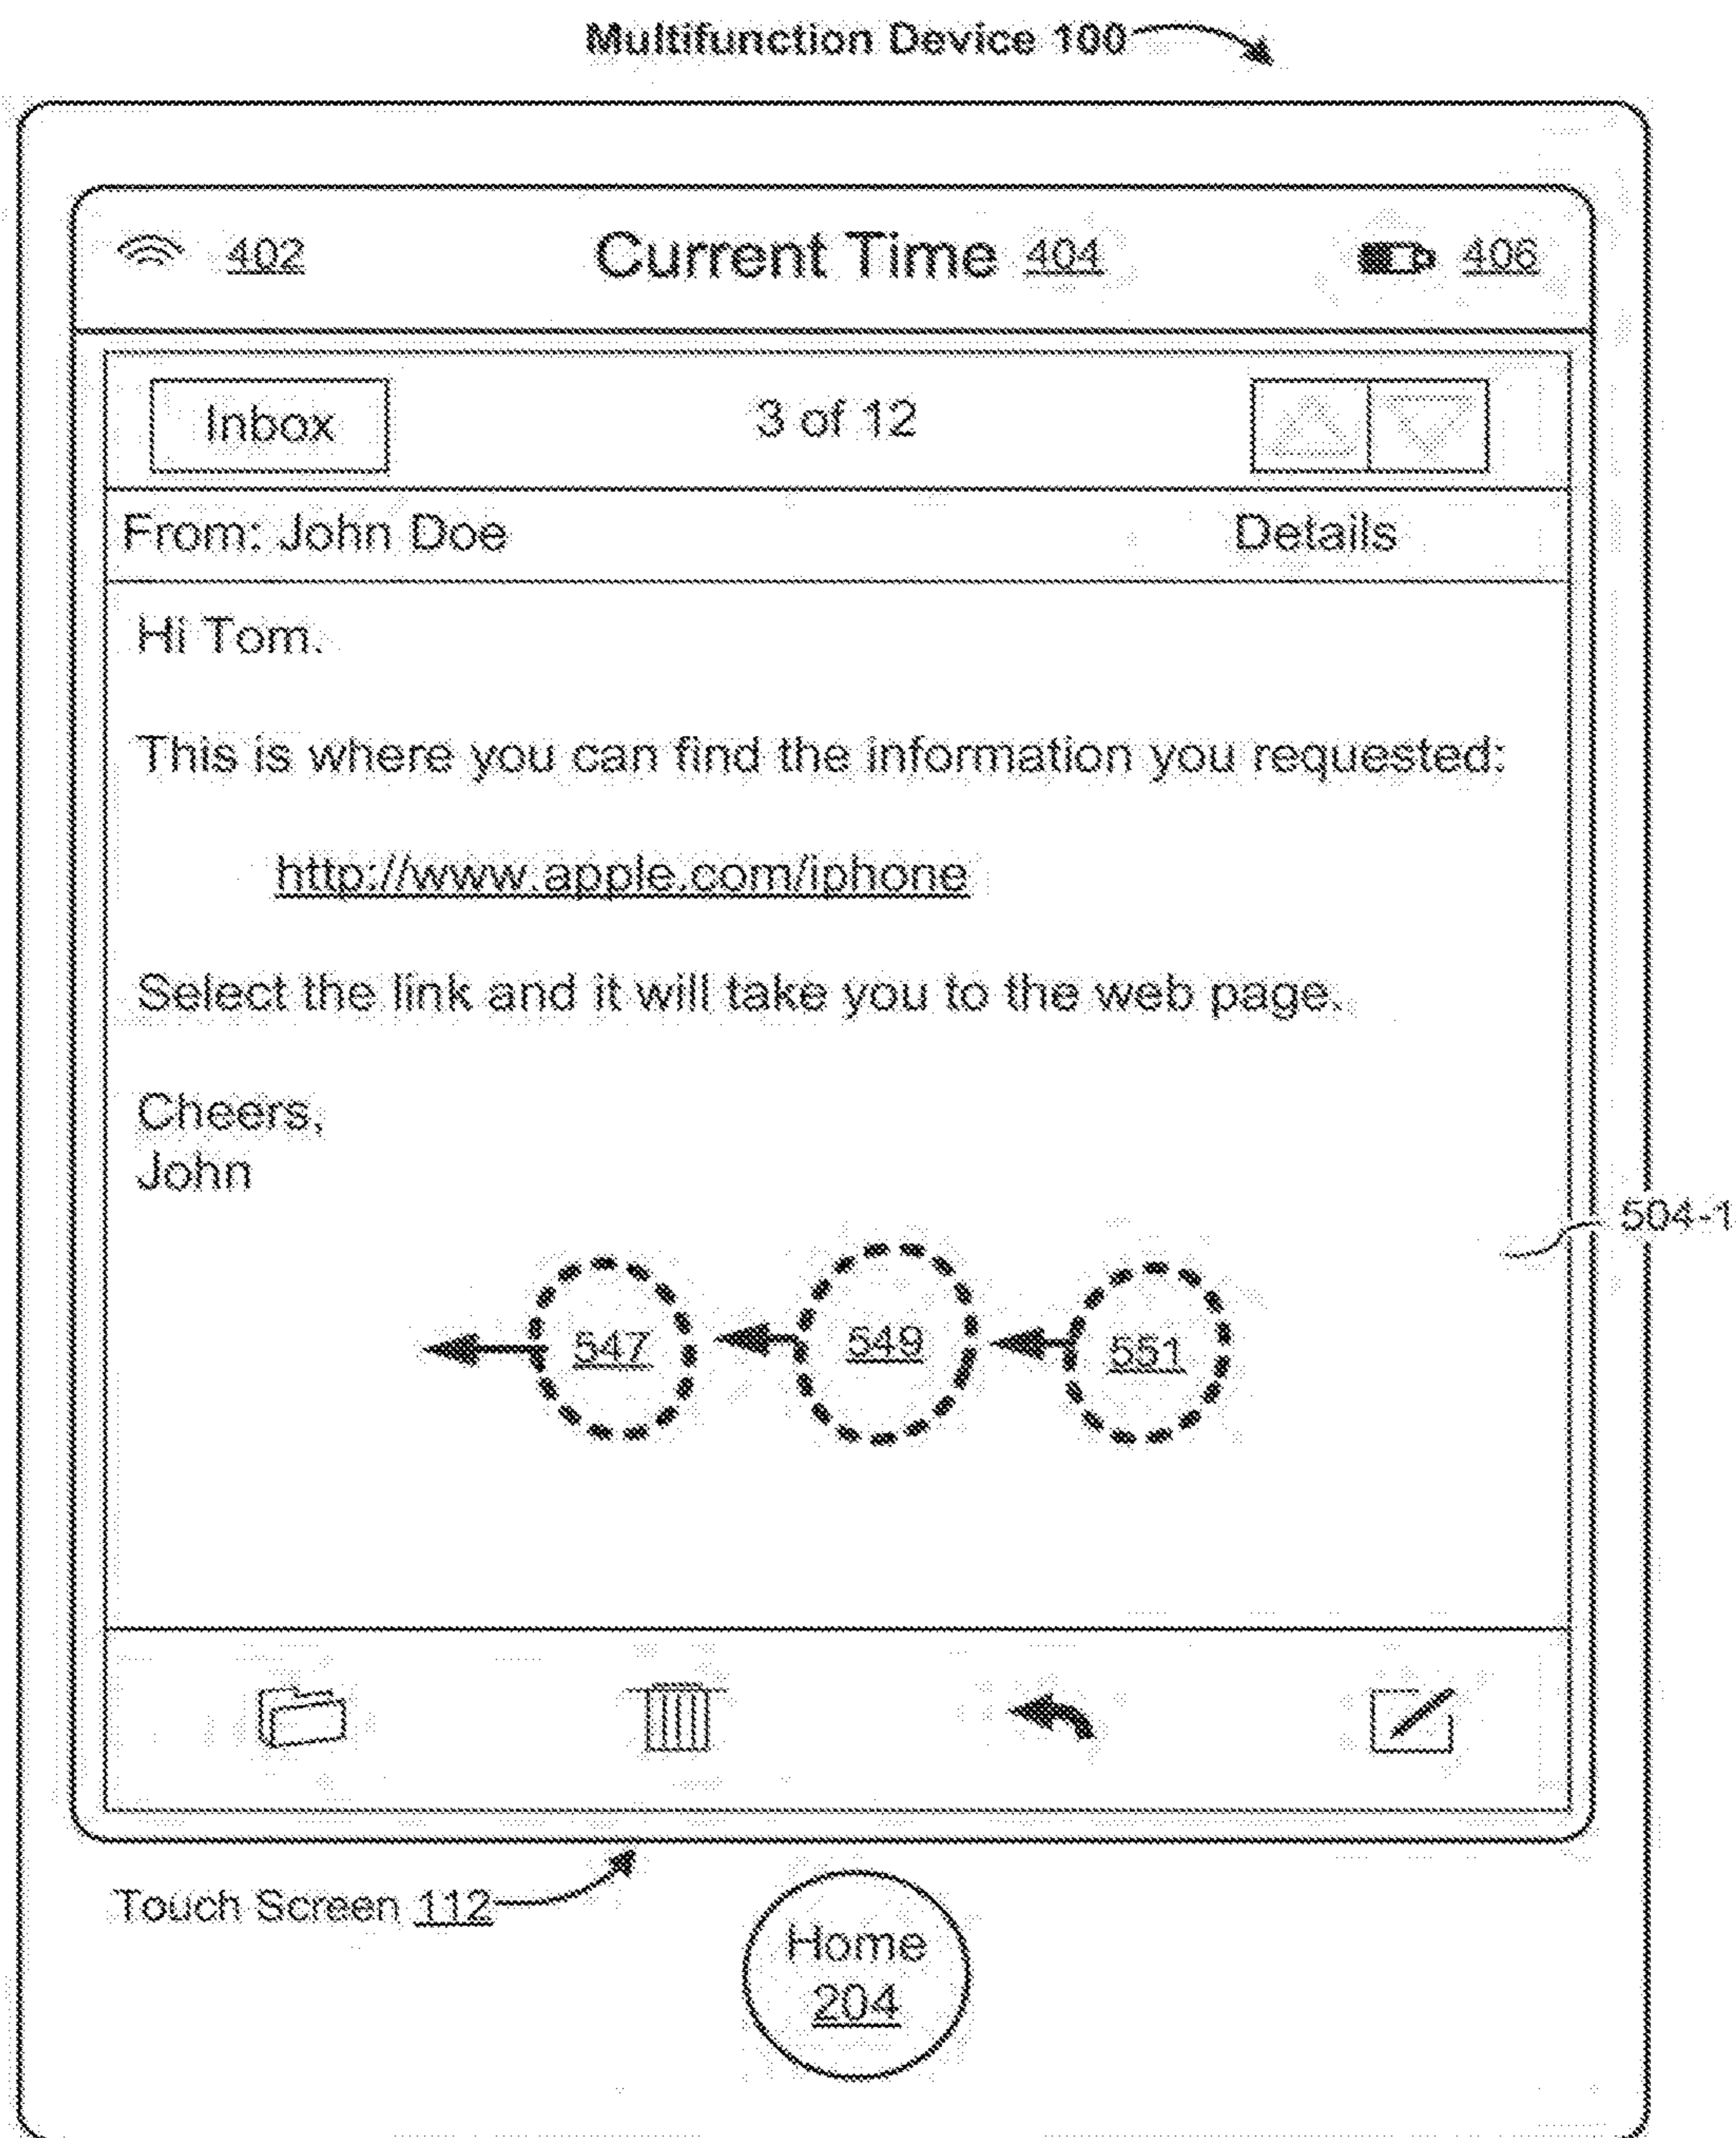 Multifunction Device 100
402 Current Time 404 406
Inbox 3 of 12
From: John Doe Details
Hi Tom.
This is where you can find the information you requested:
http://www.apple.com/iphone
Select the link and it will take you to the web page.
Cheers,
John
504-1
547 549 551
Touch Screen 112
Home
204